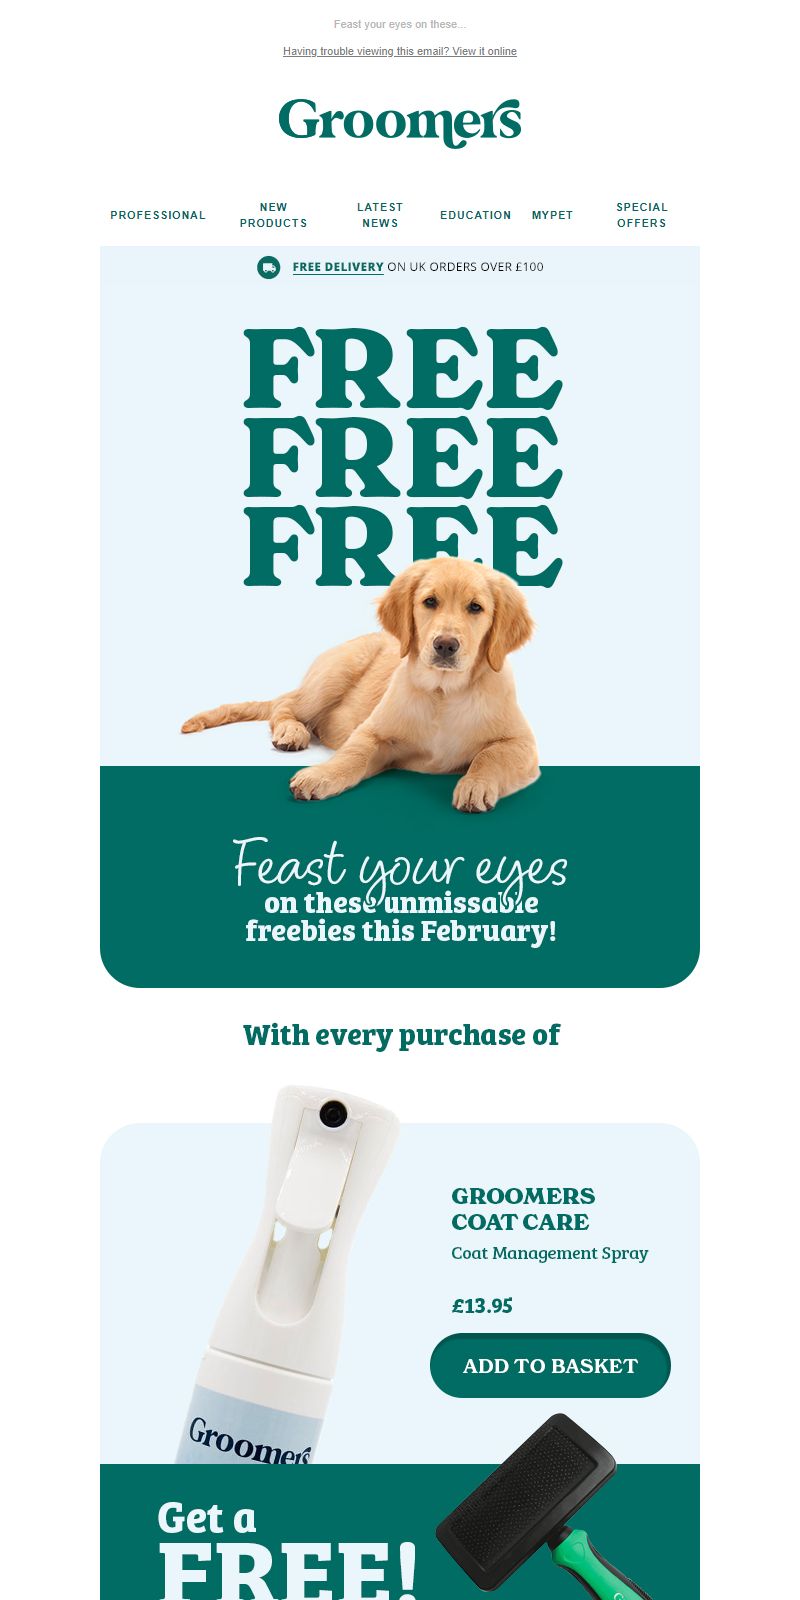 Feast your eyes on these...
Having trouble viewing this email? View it online
Groomers
PROFESSIONAL
NEW
PRODUCTS
LATEST
NEWS
EDUCATION
MYPET
SPECIAL
OFFERS
FREE DELIVERY ON UK ORDERS OVER £100
FREE
FREE
FREE
Feast your eyes
on these unmissable
freebies this February!
With every purchase of
GROOMERS
COAT CARE
Coat Management Spray
£13.95
ADD TO BASKET
Groomers
Get a
FREE!